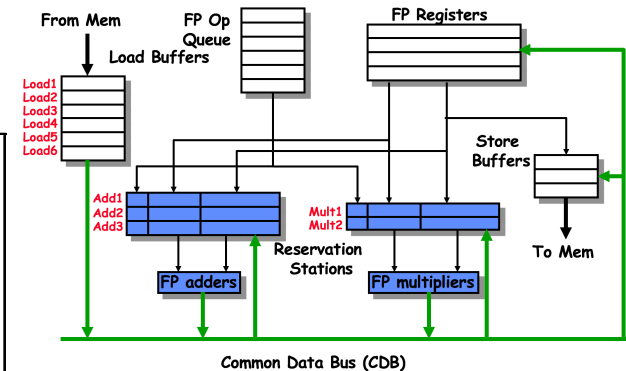 From Mem
FP Op
Queue
FP Registers
Load Buffers
Load1
Load2
Load3
Load4
Load5
Load6
Store
Buffers
Add1
Add2
Add3
Mult1
Mult2
Reservation
Stations
To Mem
FP adders
FP multipliers
Common Data Bus (CDB)